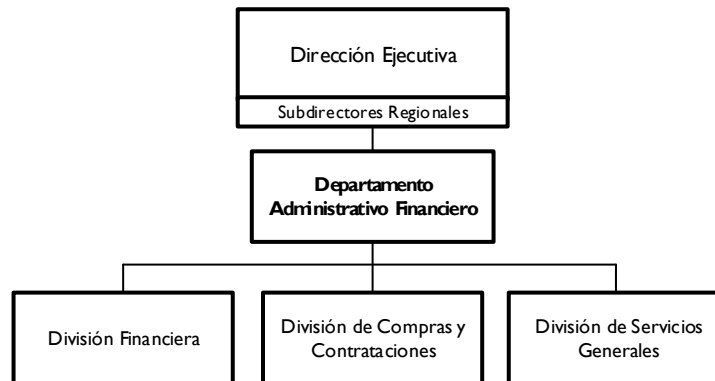 Dirección Ejecutiva
Subdirectores Regionales
Departamento
Administrativo Financiero
División Financiera
División de Compras y
Contrataciones
División de Servicios
Generales